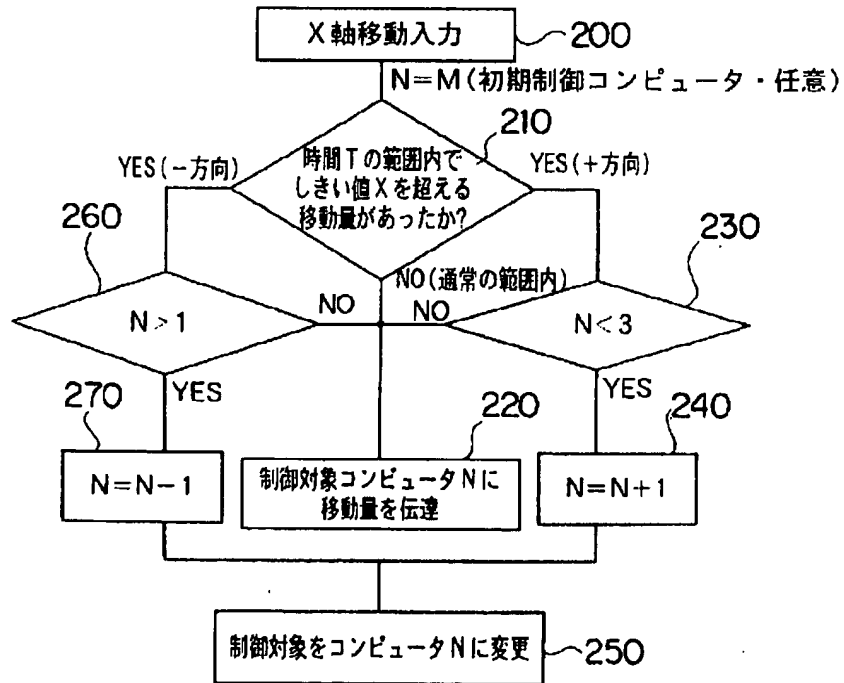 X軸移動入力
200
N=M(初期制御コンピュータ・任意)
210
時間Tの範囲内で
しきい値Xを超える
移動量があったか?
YES(−方向)
YES(+方向)
260
230
NO(通常の範囲内)
NO
NO
N>1
N<3
YES
YES
270
220
240
N=N−1
制御対象コンピュータNに
移動量を伝達
N=N+1
制御対象をコンピュータNに変更
250